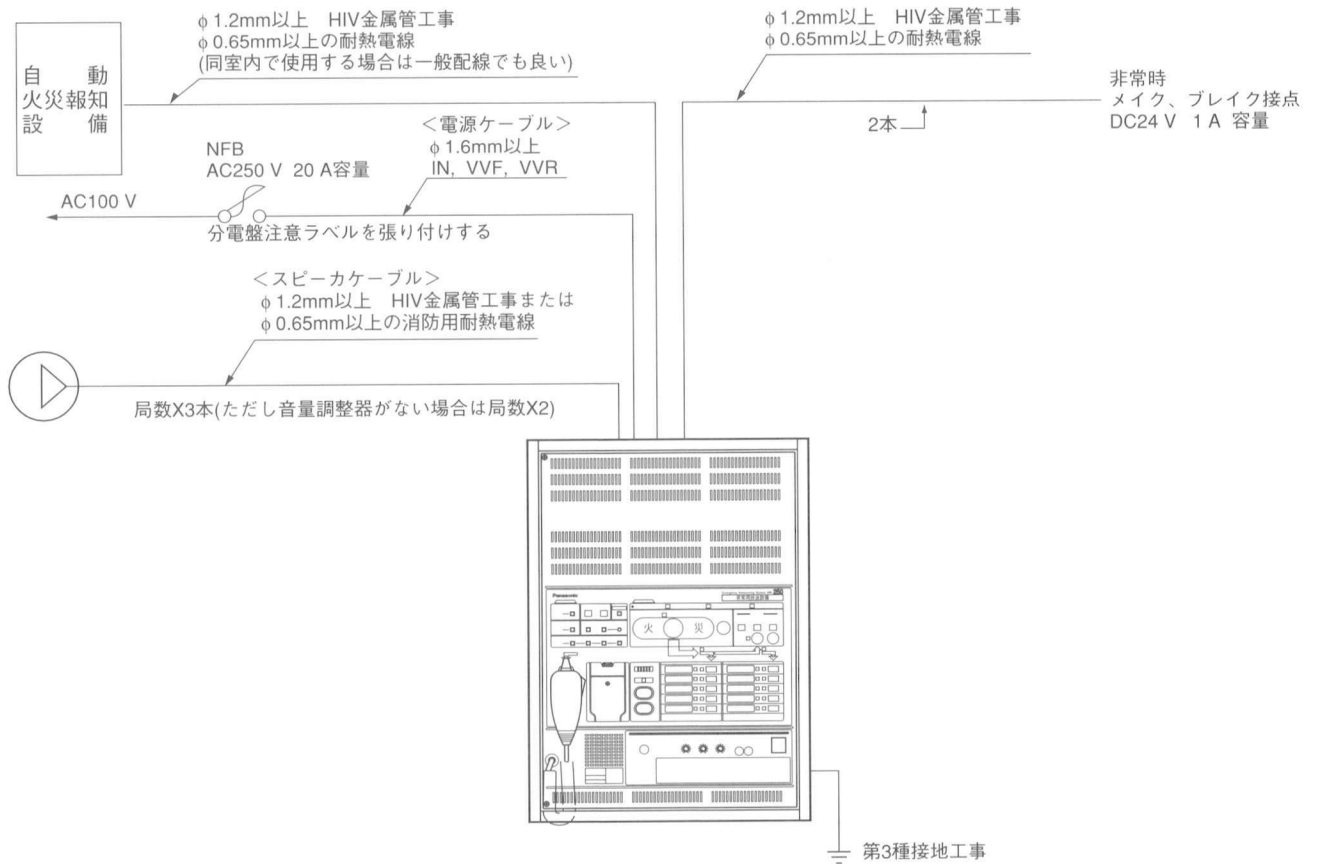 φ1.2mm以上　HIV金属管工事
φ0.65mm以上の耐熱電線
(同室内で使用する場合は一般配線でも良い)
自動
火災報知
設備
φ1.2mm以上　HIV金属管工事
φ0.65mm以上の耐熱電線
2本
非常時
メイク、ブレイク接点
DC24 V　1 A 容量
＜電源ケーブル＞
φ1.6mm以上
IN, VVF, VVR
NFB
AC250 V 20 A容量
AC100 V
分電盤注意ラベルを張り付けする
＜スピーカケーブル＞
φ1.2mm以上　HIV金属管工事または
φ0.65mm以上の消防用耐熱電線
局数X3本(ただし音量調整器がない場合は局数X2)
Panasonic
火 災
第3種接地工事